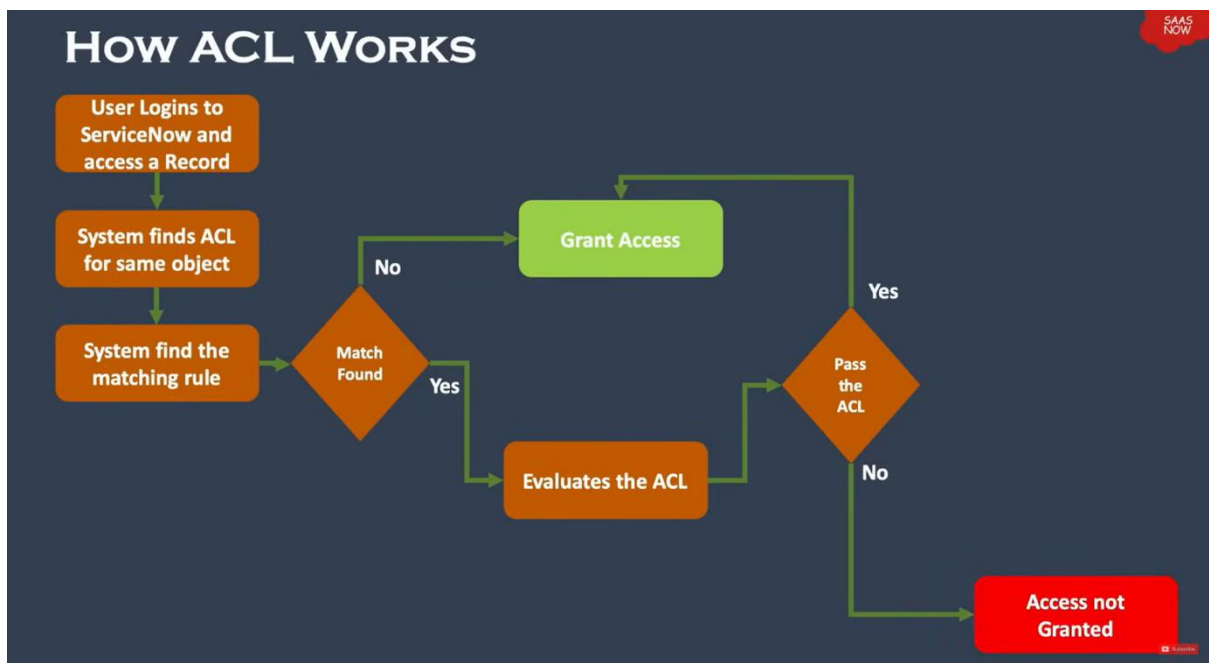 HOW ACL WORKS
SAAS
NOW
User Logins to
ServiceNow and
access a Record
System finds ACL
for same object
System find the
matching rule
No
Match
Found
Yes
Grant Access
Evaluates the ACL
Yes
Pass
the
ACL
No
Access not
Granted
Subscribe